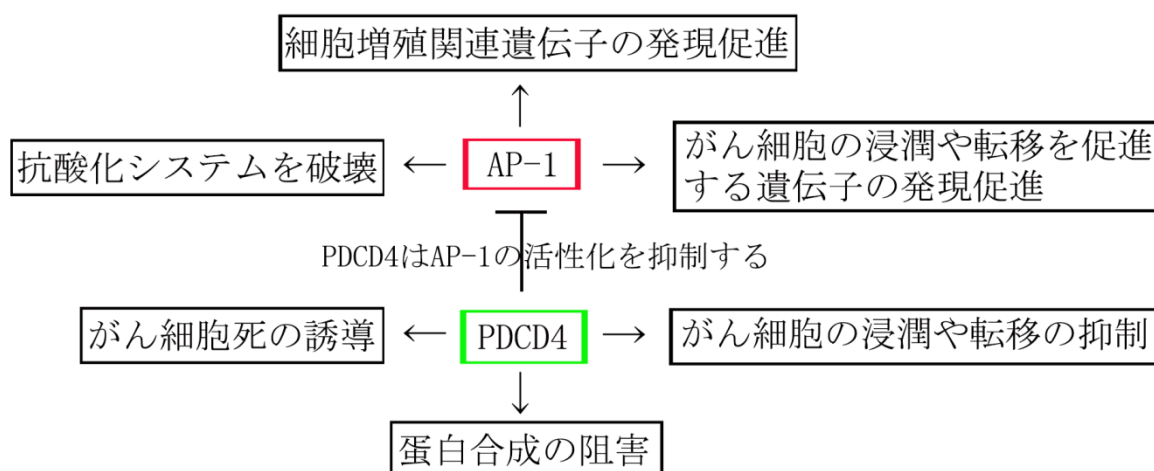 細胞増殖関連遺伝子の発現促進
抗酸化システムを破壊
AP-1
がん細胞の浸潤や転移を促進
する遺伝子の発現促進
PDCD4はAP-1の活性化を抑制する
がん細胞死の誘導
PDCD4
がん細胞の浸潤や転移の抑制
蛋白合成の阻害